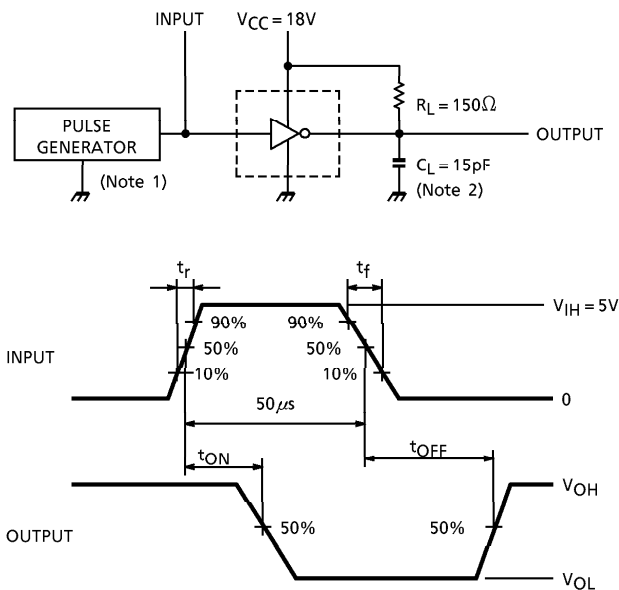 INPUT
VCC = 18V
RL = 150Ω
PULSE
GENERATOR
OUTPUT
(Note 1)
CL = 15pF
(Note 2)
tr
tf
VIH = 5V
90%
90%
50%
50%
INPUT
10%
10%
0
50μs
tON
tOFF
VOH
50%
50%
OUTPUT
VOL